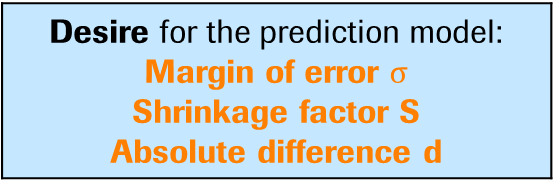 Desire for the prediction model:
Margin of error σ
Shrinkage factor S
Absolute difference d